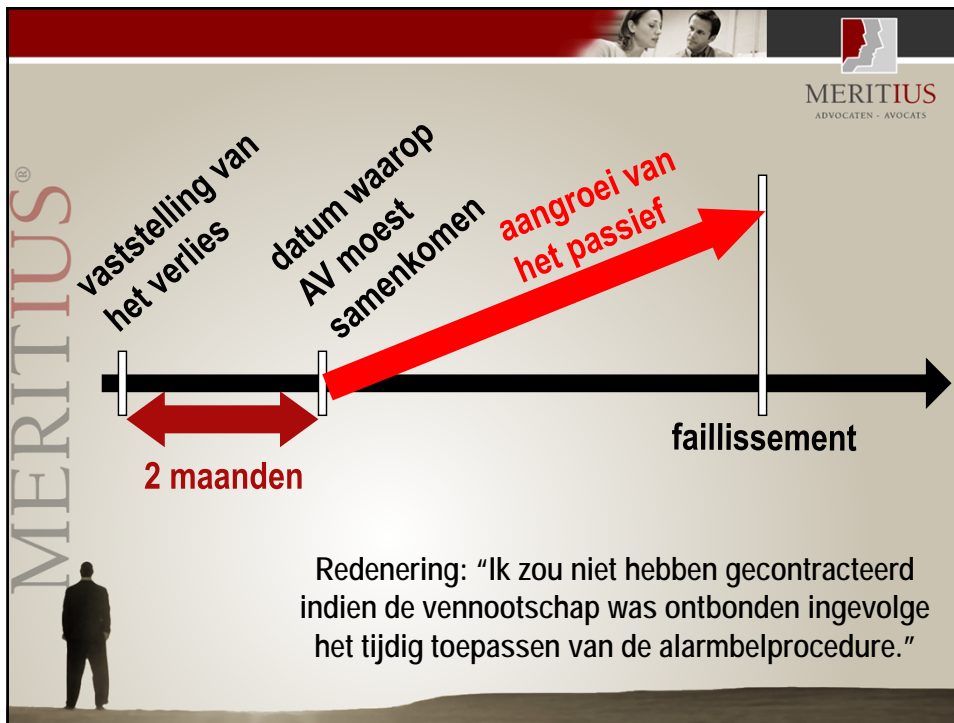 MERITIUS
ADVOCATEN - AVOCATS
MERITIUS®
vaststelling van
het verlies
datum waarop
AV moest
samenkomen
aangroei van
het passief
2 maanden
faillissement
Redenering: “Ik zou niet hebben gecontracteerd
indien de vennootschap was ontbonden ingevolge
het tijdig toepassen van de alarmbelprocedure.”